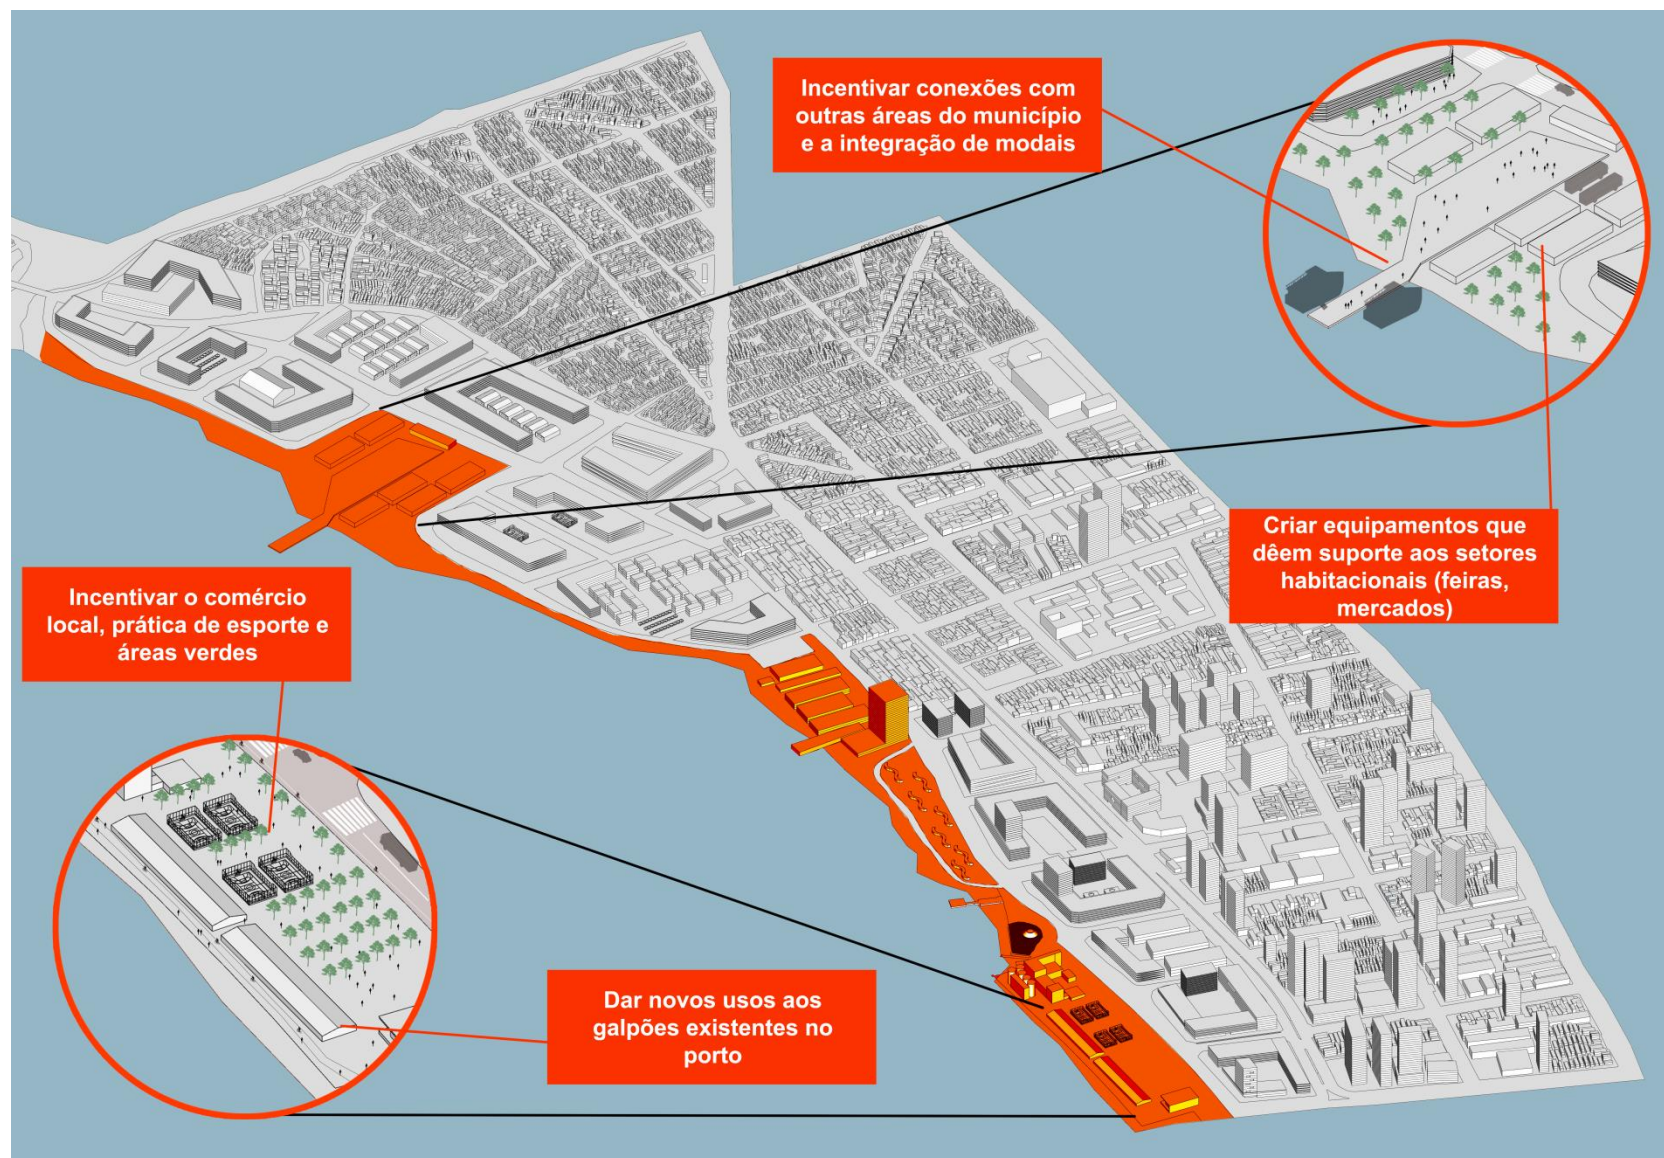 Incentivar conexões com
outras áreas do município
e a integração de modais
Criar equipamentos que
dêem suporte aos setores
habitacionais (feiras,
mercados)
Incentivar o comércio
local, prática de esporte e
áreas verdes
Dar novos usos aos
galpões existentes no
porto